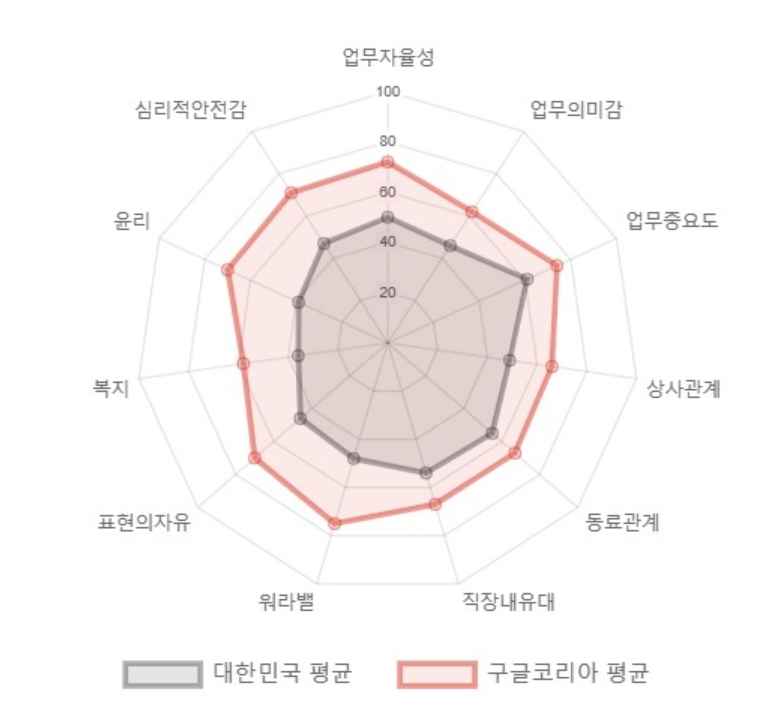 업무자율성
100
심리적안전감
업무의미감
80
60
윤리
업무중요도
40
20
복지
상사관계
표현의자유
동료관계
워라밸
직장내유대
대한민국 평균
구글코리아 평균